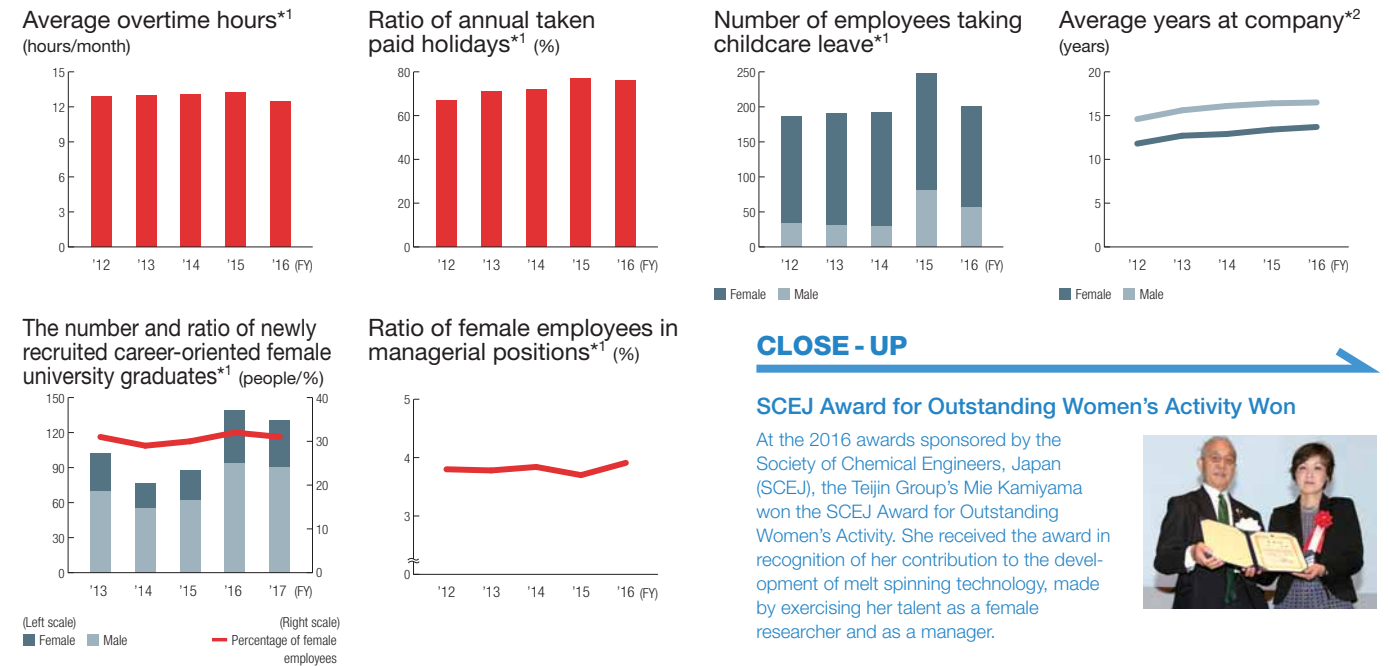 Average overtime hours*1
(hours/month)
15
12
9
6
3
0
'12 '13 '14 '15 '16 (FY)
Ratio of annual taken
paid holidays*1 (%)
80
60
40
20
0
'12 '13 '14 '15 '16 (FY)
Number of employees taking
childcare leave*1
250
200
150
100
50
0
'12 '13 '14 '15 '16 (FY)
Female Male
Average years at company*2
(years)
20
15
10
5
0
'12 '13 '14 '15 '16 (FY)
Female Male
The number and ratio of newly
recruited career-oriented female
university graduates*1 (people/%)
150 40
120
30
90
20
60
10
30
0 0
'13 '14 '15 '16 '17 (FY)
(Left scale) (Right scale)
Female Male Percentage of female
employees
Ratio of female employees in
managerial positions*1 (%)
5
4
3
0
'12 '13 '14 '15 '16 (FY)
CLOSE - UP
SCEJ Award for Outstanding Women's Activity Won
At the 2016 awards sponsored by the
Society of Chemical Engineers, Japan
(SCEJ), the Teijin Group's Mie Kamiyama
won the SCEJ Award for Outstanding
Women's Activity. She received the award in
recognition of her contribution to the devel-
opment of melt spinning technology, made
by exercising her talent as a female
researcher and as a manager.